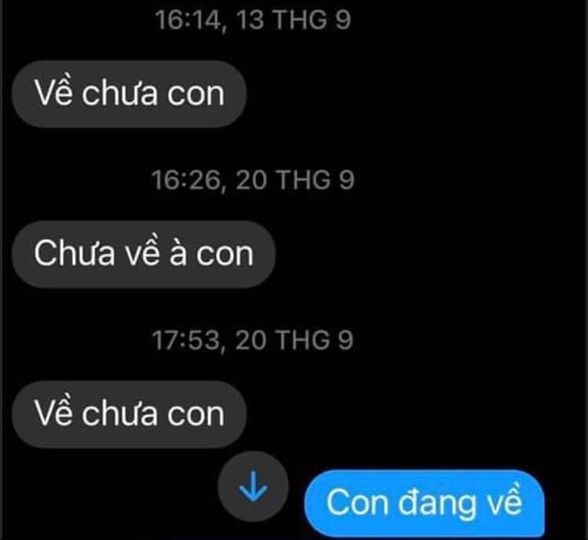 16:14, 13 THG 9
Về chưa con
16:26, 20 THG 9
Chưa về à con
17:53, 20 THG 9
Về chưa con
Con đang về